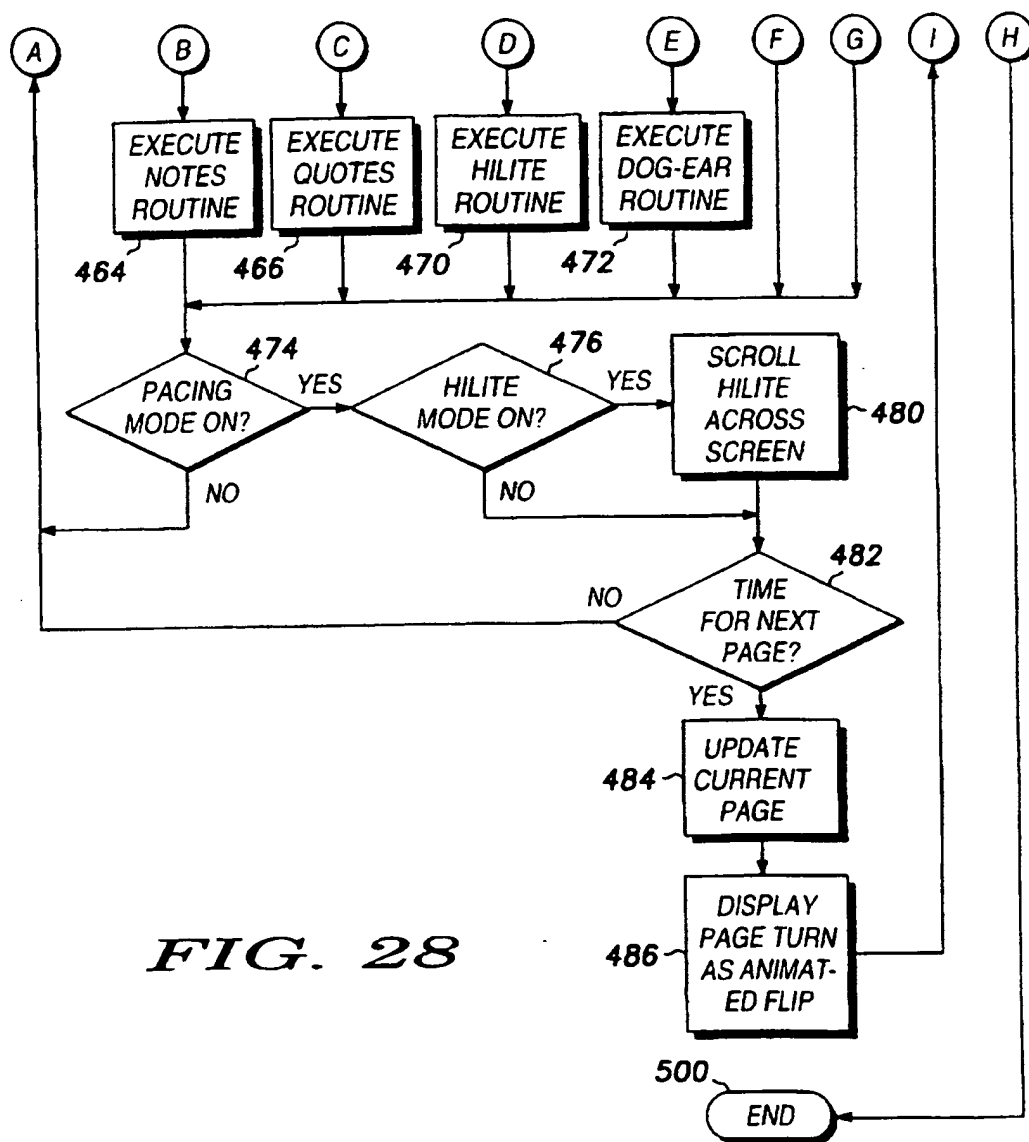 A B C D E F G I H
EXECUTE
NOTES
ROUTINE
464
EXECUTE
QUOTES
ROUTINE
466
EXECUTE
HILITE
ROUTINE
470
EXECUTE
DOG-EAR
ROUTINE
472
474
PACING
MODE ON?
YES
NO
476
HILITE
MODE ON?
YES
NO
SCROLL
HILITE
ACROSS
SCREEN
480
482
TIME
FOR NEXT
PAGE?
NO
YES
484
UPDATE
CURRENT
PAGE
486
DISPLAY
PAGE TURN
AS ANIMAT-
ED FLIP
FIG. 28
500
END